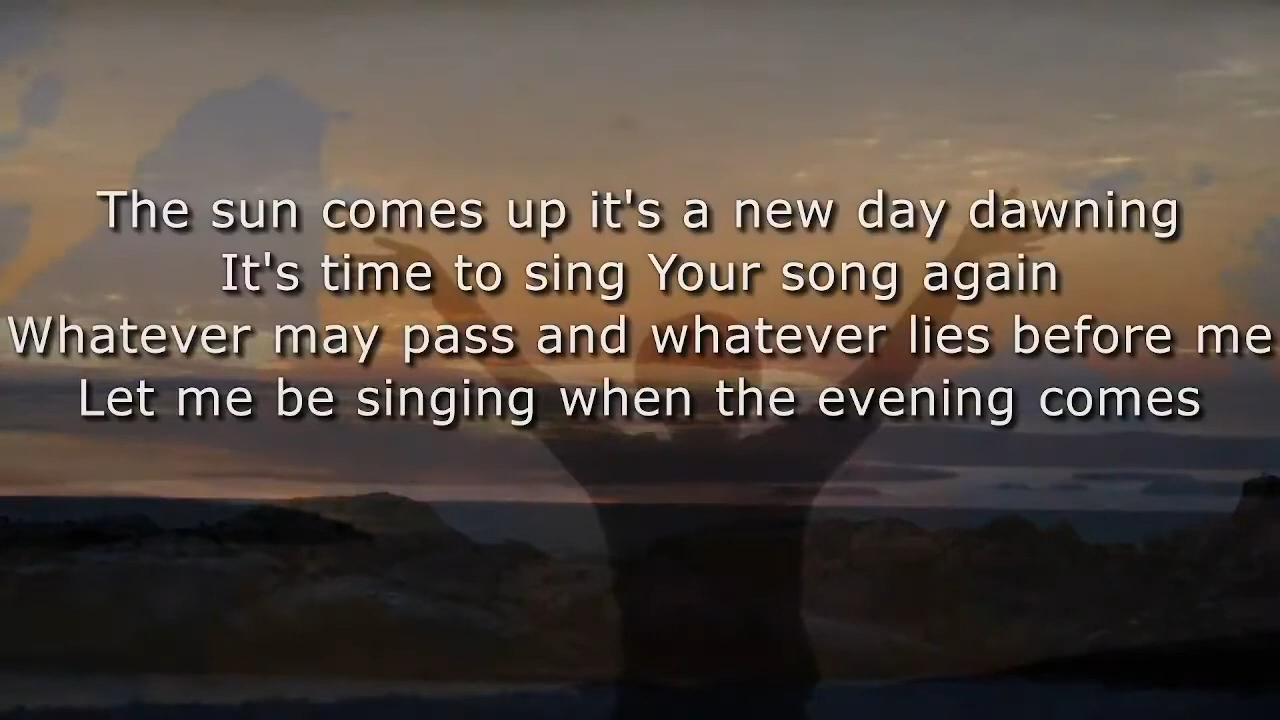 The sun comes up it's a new day dawning
It's time to sing Your song again
Whatever may pass and whatever lies before me
Let me be singing when the evening comes